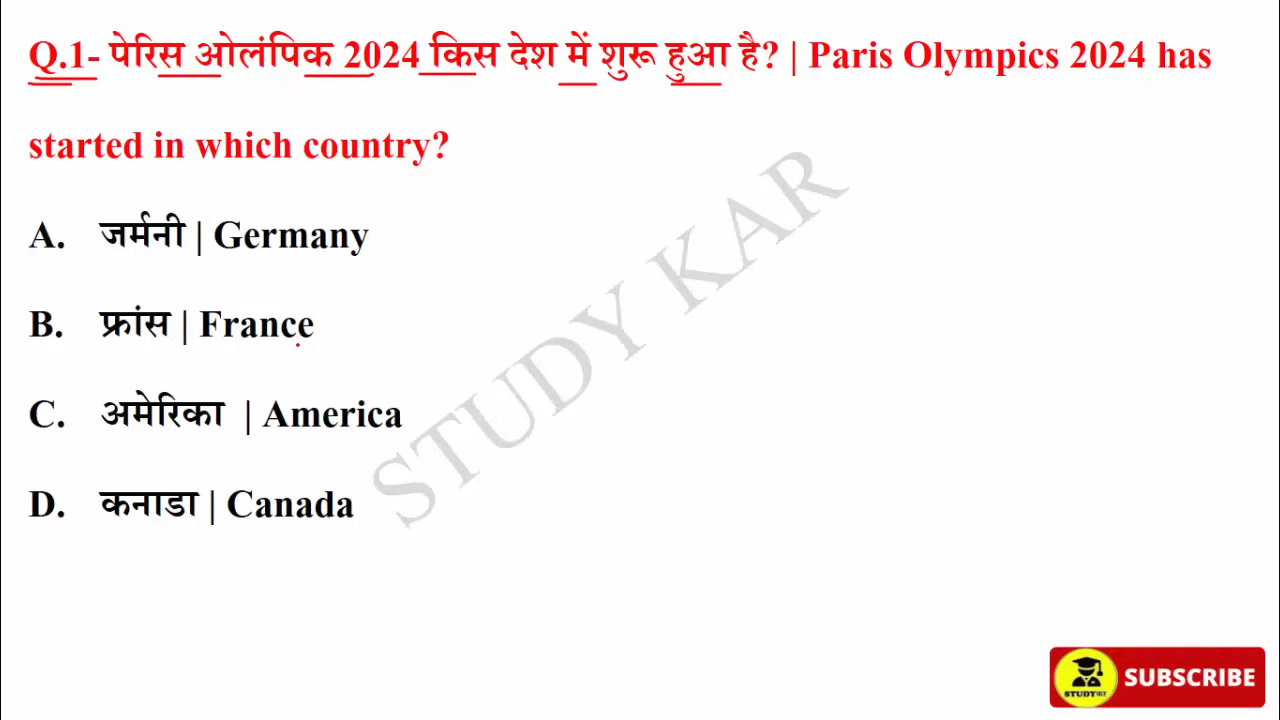 Q.1- पेरिस ओलंपिक 2024 किस देश में शुरू हुआ है? | Paris Olympics 2024 has
started in which country?
A. जर्मनी | Germany
B. फ्रांस | France
C. अमेरिका | America
D. कनाडा | Canada
STUDY KAR
STUDYकर
SUBSCRIBE